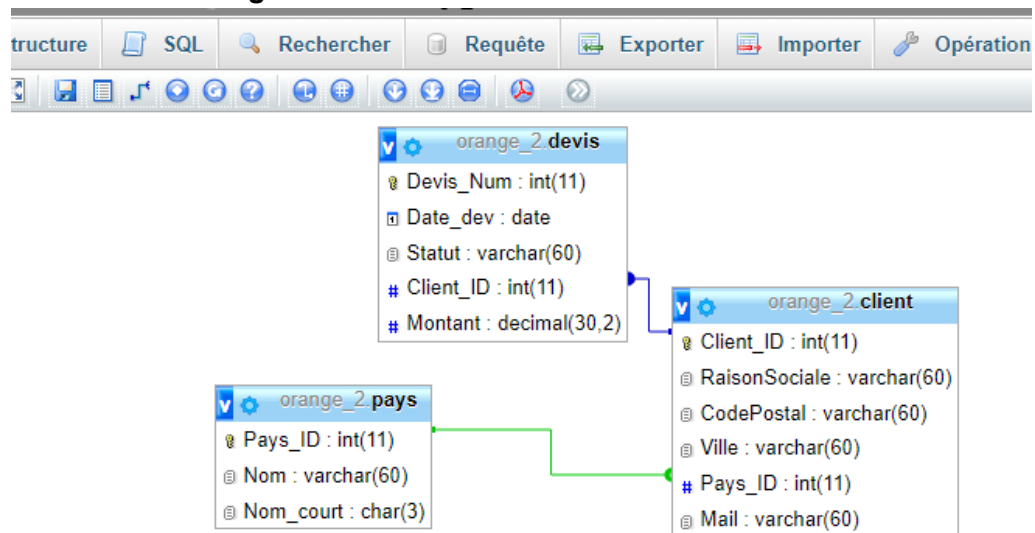 tructure SQL Rechercher Requête Exporter Importer Opération
orange_2.devis
Devis_Num : int(11)
Date_dev : date
Statut : varchar(60)
Client_ID : int(11)
Montant : decimal(30,2)
orange_2.client
Client_ID : int(11)
RaisonSociale : varchar(60)
CodePostal : varchar(60)
Ville : varchar(60)
Pays_ID : int(11)
Mail : varchar(60)
orange_2.pays
Pays_ID : int(11)
Nom : varchar(60)
Nom_court : char(3)